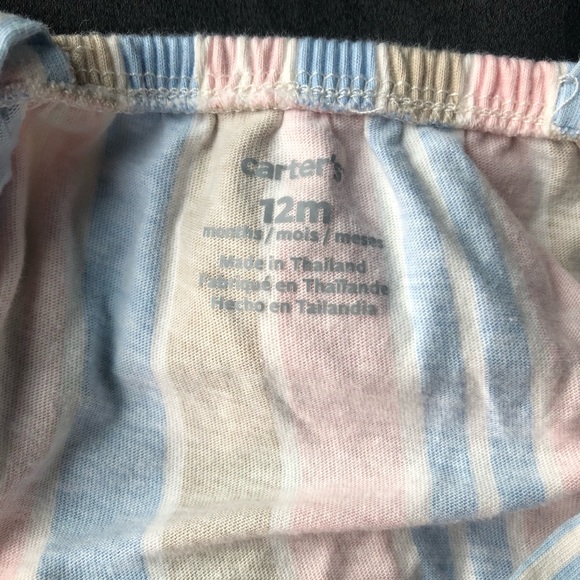 carter's
12m
months / mois / meses
Made in Thailand
Fabriqué en Thaïlande
Hecho en Tailandia